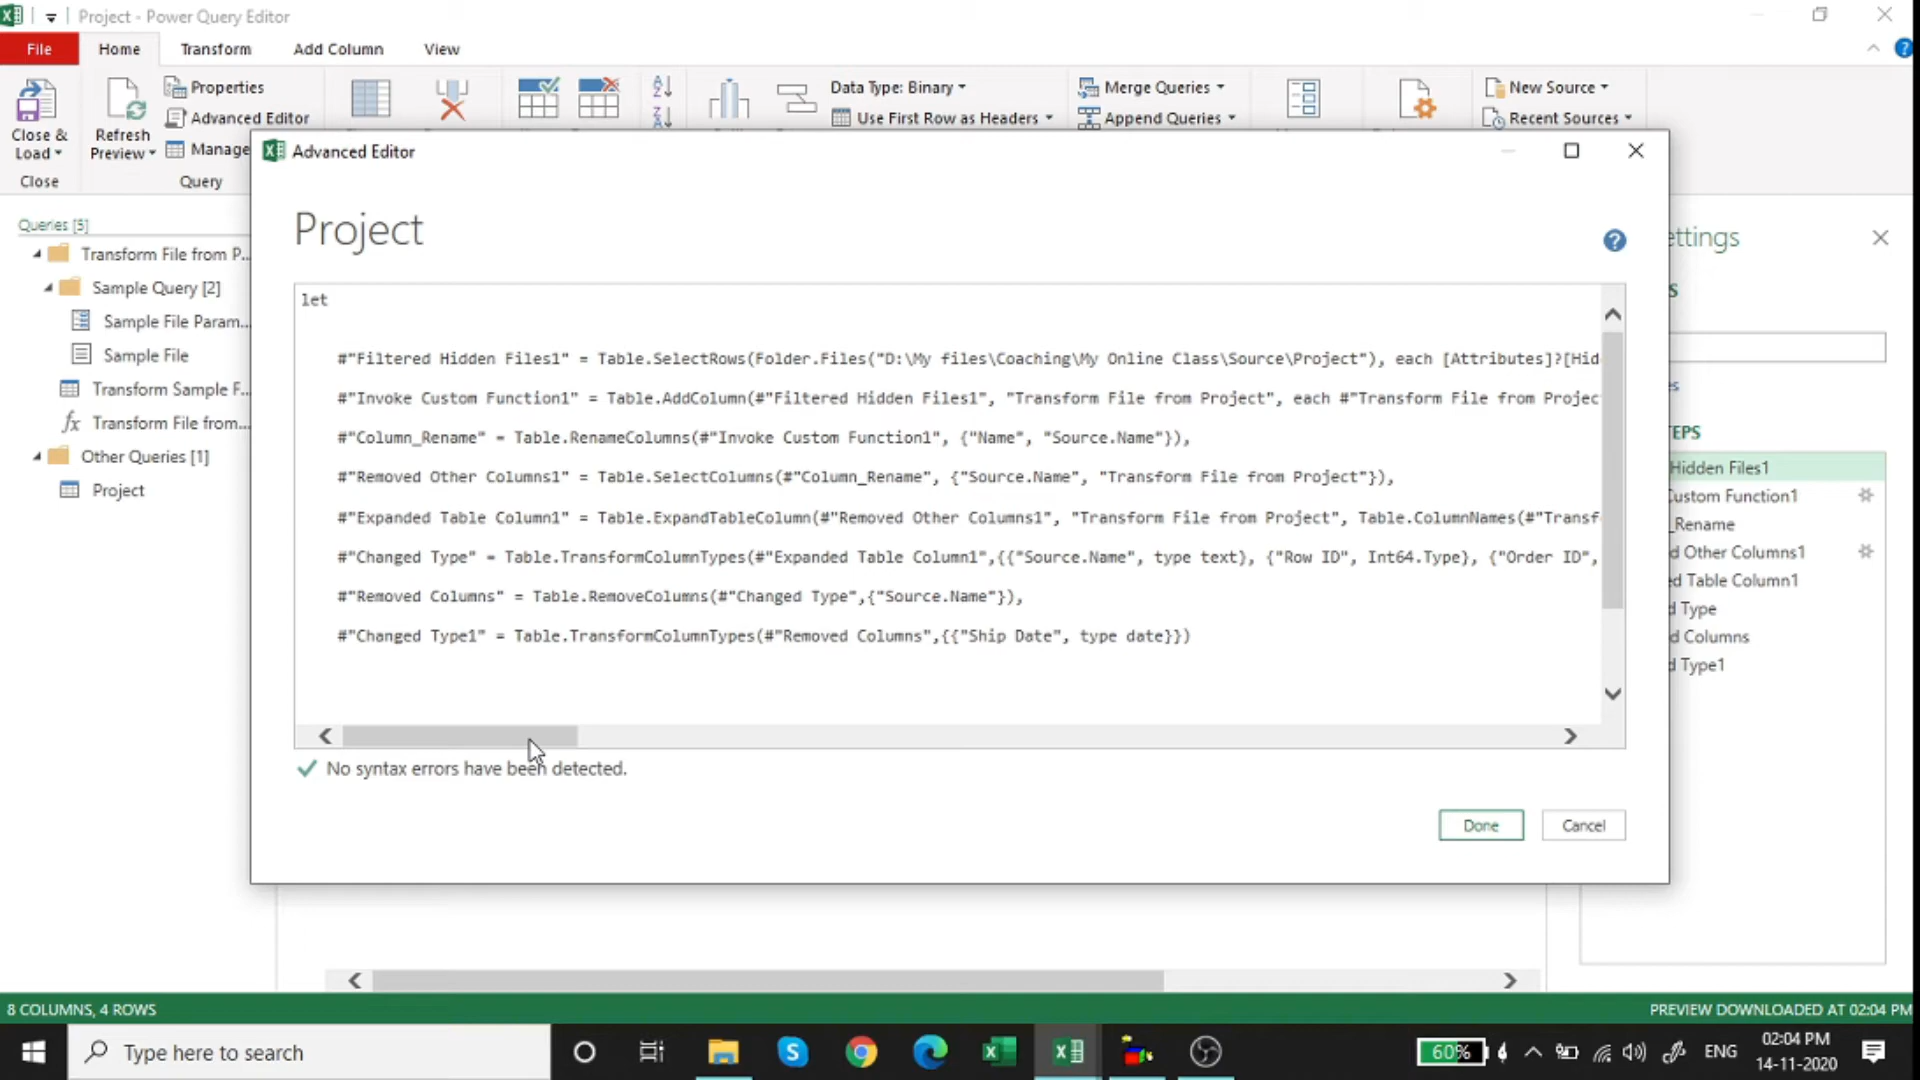 Project - Power Query Editor
File
Home
Transform
Add Column
View
Close &
Load
Close
Refresh
Preview
Properties
Advanced Editor
Manage
Query
Data Type: Binary
Use First Row as Headers
Merge Queries
Append Queries
New Source
Recent Sources
Queries [5]
Transform File from P...
Sample Query [2]
Sample File Param...
Sample File
Transform Sample F...
fx Transform File from...
Other Queries [1]
Project
Advanced Editor
Project
let
#"Filtered Hidden Files1" = Table.SelectRows(Folder.Files("D:\My files\Coaching\My Online Class\Source\Project"), each [Attributes]?[Hid
#"Invoke Custom Function1" = Table.AddColumn(#"Filtered Hidden Files1", "Transform File from Project", each #"Transform File from Projec
#"Column_Rename" = Table.RenameColumns(#"Invoke Custom Function1", {"Name", "Source.Name"}),
#"Removed Other Columns1" = Table.SelectColumns(#"Column_Rename", {"Source.Name", "Transform File from Project"}),
#"Expanded Table Column1" = Table.ExpandTableColumn(#"Removed Other Columns1", "Transform File from Project", Table.ColumnNames(#"Transf
#"Changed Type" = Table.TransformColumnTypes(#"Expanded Table Column1",{{"Source.Name", type text}, {"Row ID", Int64.Type}, {"Order ID",
#"Removed Columns" = Table.RemoveColumns(#"Changed Type",{"Source.Name"}),
#"Changed Type1" = Table.TransformColumnTypes(#"Removed Columns",{{"Ship Date", type date}})
No syntax errors have been detected.
Done
Cancel
ettings
S
es
TEPS
Hidden Files1
Custom Function1
_Rename
d Other Columns1
d Table Column1
d Type
d Columns
d Type1
8 COLUMNS, 4 ROWS
PREVIEW DOWNLOADED AT 02:04 PM
Type here to search
60%
ENG
02:04 PM
14-11-2020